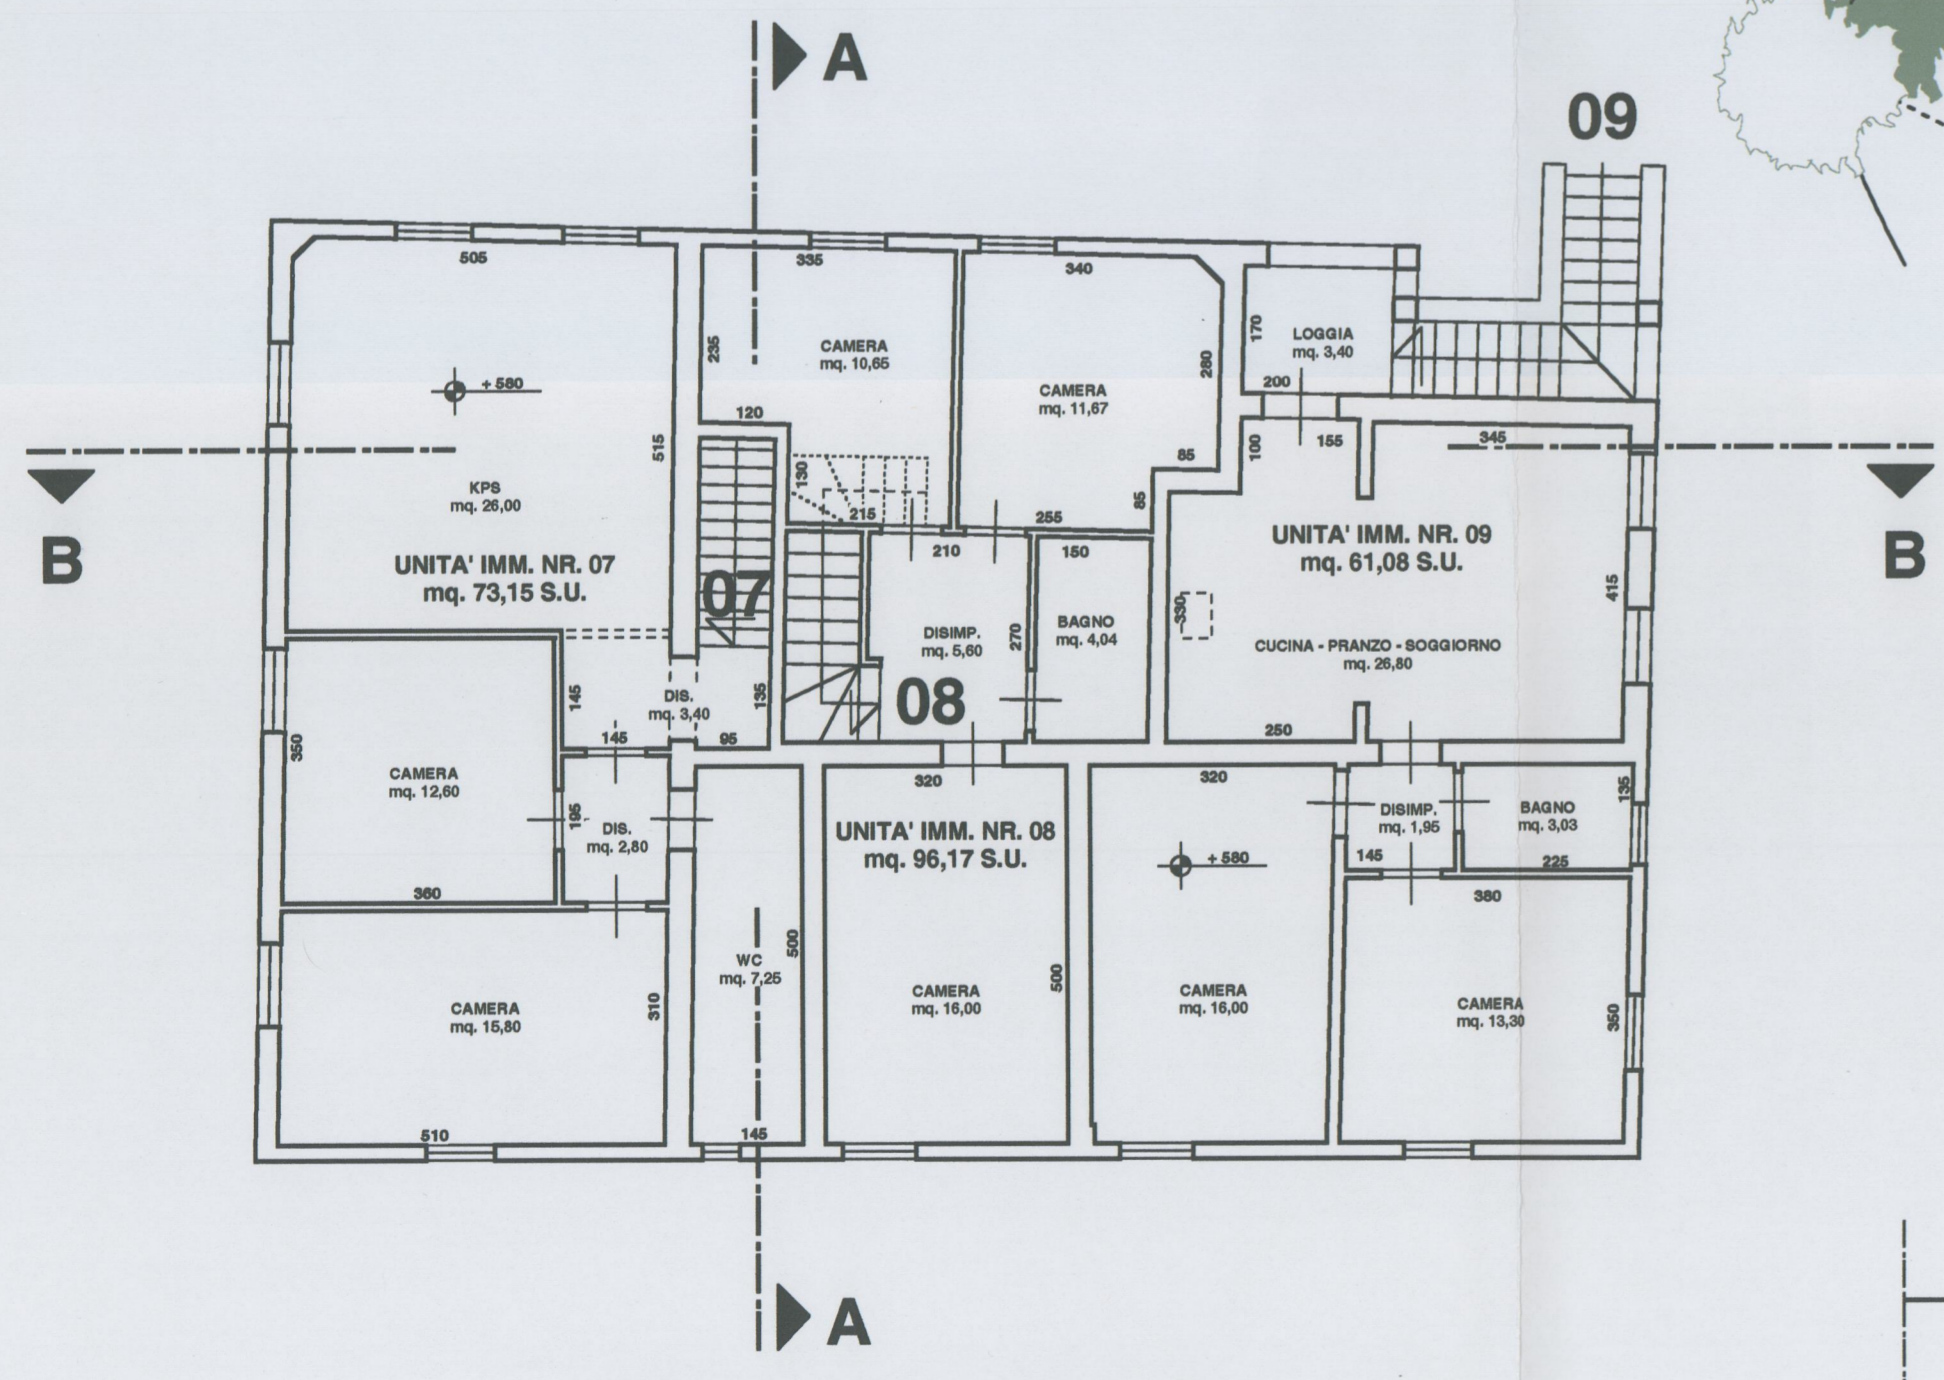 A
09
505
335
340
235
CAMERA
mq. 10,65
280
170
LOGGIA
mq. 3,40
CAMERA
mq. 11,67
200
+ 580
120
515
100
155
345
85
130
85
KPS
mq. 26,00
215
255
B
UNITA' IMM. NR. 07
mq. 73,15 S.U.
210
150
UNITA' IMM. NR. 09
mq. 61,08 S.U.
B
07
330
415
DISIMP.
mq. 5,60
270
BAGNO
mq. 4,04
CUCINA - PRANZO - SOGGIORNO
mq. 26,80
145
DIS.
mq. 3,40
135
08
145
95
250
350
CAMERA
mq. 12,60
320
320
135
195
DIS.
mq. 2,80
UNITA' IMM. NR. 08
mq. 96,17 S.U.
DISIMP.
mq. 1,95
BAGNO
mq. 3,03
+ 580
145
225
360
380
500
WC
mq. 7,25
500
310
CAMERA
mq. 15,80
CAMERA
mq. 16,00
CAMERA
mq. 16,00
CAMERA
mq. 13,30
350
510
145
A